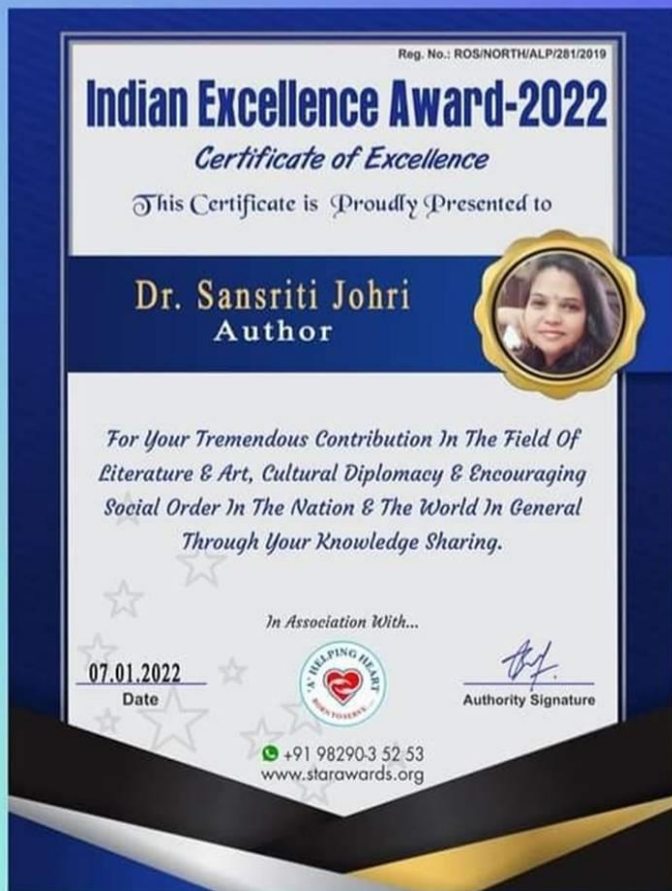 Reg. No.: ROS/NORTH/ALP/281/2019
Indian Excellence Award-2022
Certificate of Excellence
This Certificate is Proudly Presented to
Dr. Sansriti Johri
Author
For Your Tremendous Contribution In The Field Of
Literature & Art, Cultural Diplomacy & Encouraging
Social Order In The Nation & The World In General
Through Your Knowledge Sharing.
In Association With...
'A' HELPING HEART
BORN TO SERVE...
07.01.2022
Date
Authority Signature
+91 98290-3 52 53
www.starawards.org